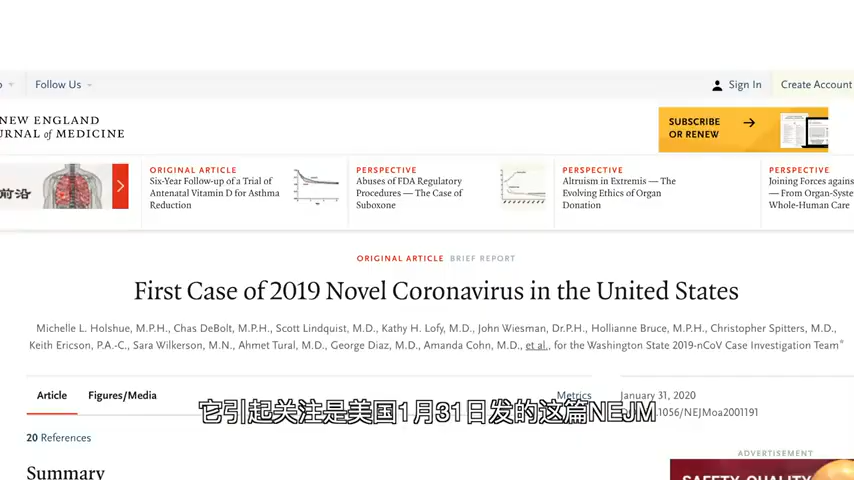 Follow Us
Sign In
Create Account
NEW ENGLAND
URNAL of MEDICINE
SUBSCRIBE
OR RENEW
前沿
ORIGINAL ARTICLE
Six-Year Follow-up of a Trial of
Antenatal Vitamin D for Asthma
Reduction
PERSPECTIVE
Abuses of FDA Regulatory
Procedures — The Case of
Suboxone
PERSPECTIVE
Altruism in Extremis — The
Evolving Ethics of Organ
Donation
PERSPECTIVE
Joining Forces agains
— From Organ-Syste
Whole-Human Care
ORIGINAL ARTICLE BRIEF REPORT
First Case of 2019 Novel Coronavirus in the United States
Michelle L. Holshue, M.P.H., Chas DeBolt, M.P.H., Scott Lindquist, M.D., Kathy H. Lofy, M.D., John Wiesman, Dr.P.H., Hollianne Bruce, M.P.H., Christopher Spitters, M.D.,
Keith Ericson, P.A.-C., Sara Wilkerson, M.N., Ahmet Tural, M.D., George Diaz, M.D., Amanda Cohn, M.D., et al., for the Washington State 2019-nCoV Case Investigation Team*
Article Figures/Media
Metrics
January 31, 2020
1056/NEJMoa2001191
它引起关注是美国1月31日发的这篇NEJM
20 References
ADVERTISEMENT
Summary
SAFETY. QUALITY